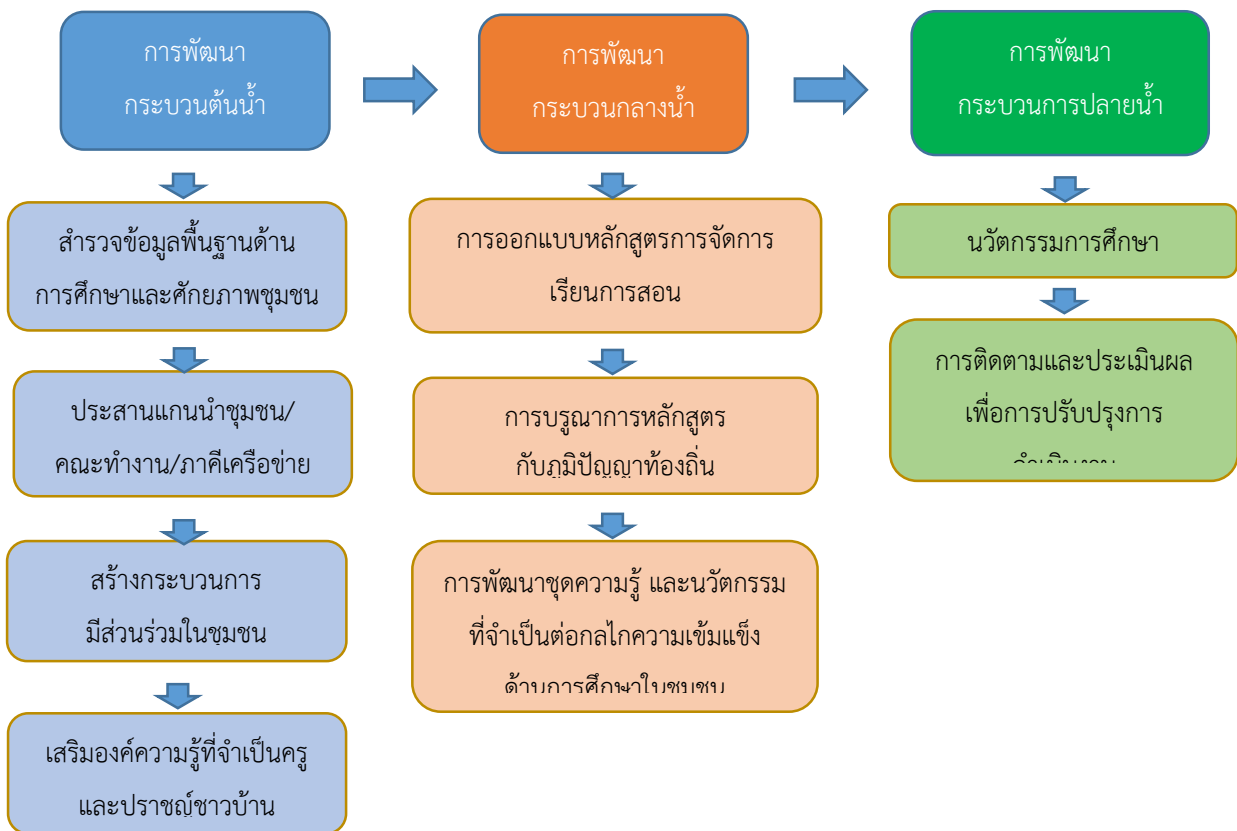 การพัฒนา
กระบวนต้นน้ำ
การพัฒนา
กระบวนกลางน้ำ
การพัฒนา
กระบวนการปลายน้ำ
สำรวจข้อมูลพื้นฐานด้าน
การศึกษาและศักยภาพชุมชน
ประสานแกนนำชุมชน/
คณะทำงาน/ภาคีเครือข่าย
สร้างกระบวนการ
มีส่วนร่วมในชุมชน
เสริมองค์ความรู้ที่จำเป็นครู
และปราชญ์ชาวบ้าน
การออกแบบหลักสูตรการจัดการ
เรียนการสอน
การบรูณาการหลักสูตร
กับภูมิปัญญาท้องถิ่น
การพัฒนาชุดความรู้ และนวัตกรรม
ที่จำเป็นต่อกลไกความเข้มแข็ง
ด้านการศึกษาในชุมชน
นวัตกรรมการศึกษา
การติดตามและประเมินผล
เพื่อการปรับปรุงการ